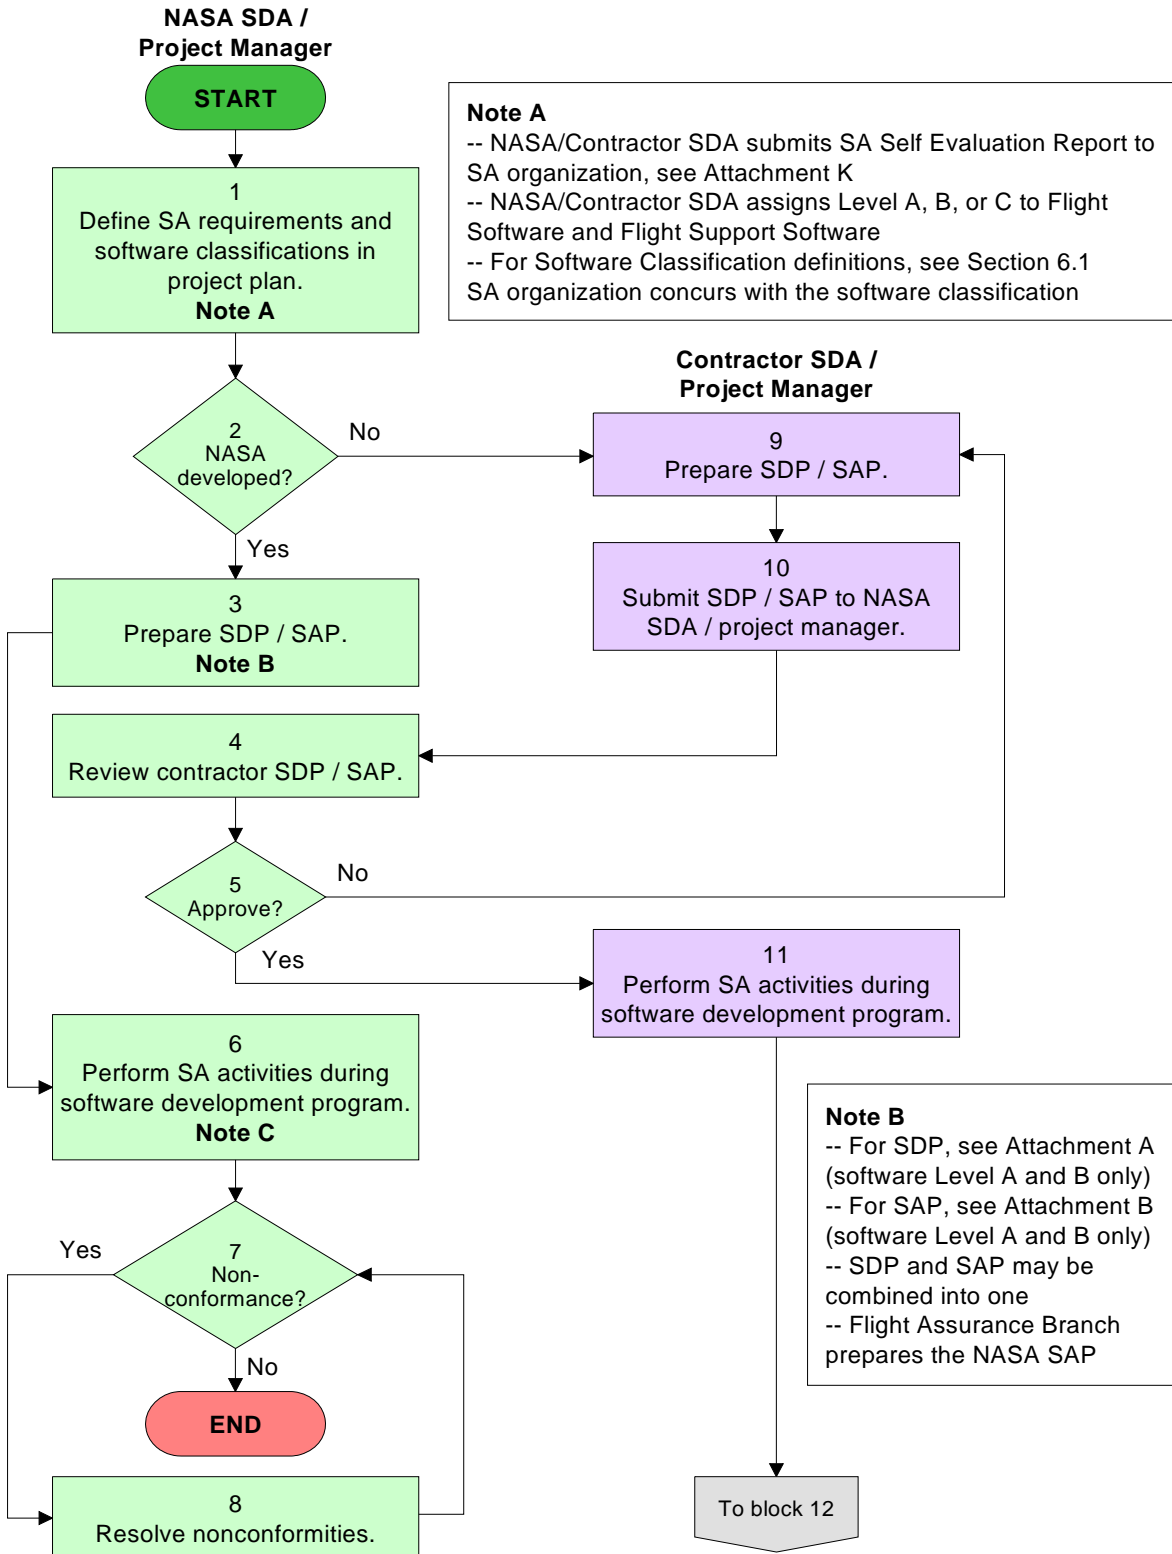 NASA SDA /
Project Manager
START
Note A
-- NASA/Contractor SDA submits SA Self Evaluation Report to
SA organization, see Attachment K
-- NASA/Contractor SDA assigns Level A, B, or C to Flight
Software and Flight Support Software
-- For Software Classification definitions, see Section 6.1
SA organization concurs with the software classification
1
Define SA requirements and
software classifications in
project plan.
Note A
Contractor SDA /
Project Manager
2
NASA
developed?
No
Yes
9
Prepare SDP / SAP.
10
Submit SDP / SAP to NASA
SDA / project manager.
3
Prepare SDP / SAP.
Note B
4
Review contractor SDP / SAP.
5
Approve?
No
Yes
11
Perform SA activities during
software development program.
6
Perform SA activities during
software development program.
Note C
Note B
-- For SDP, see Attachment A
(software Level A and B only)
-- For SAP, see Attachment B
(software Level A and B only)
-- SDP and SAP may be
combined into one
-- Flight Assurance Branch
prepares the NASA SAP
Yes
7
Non-
conformance?
No
END
8
Resolve nonconformities.
To block 12